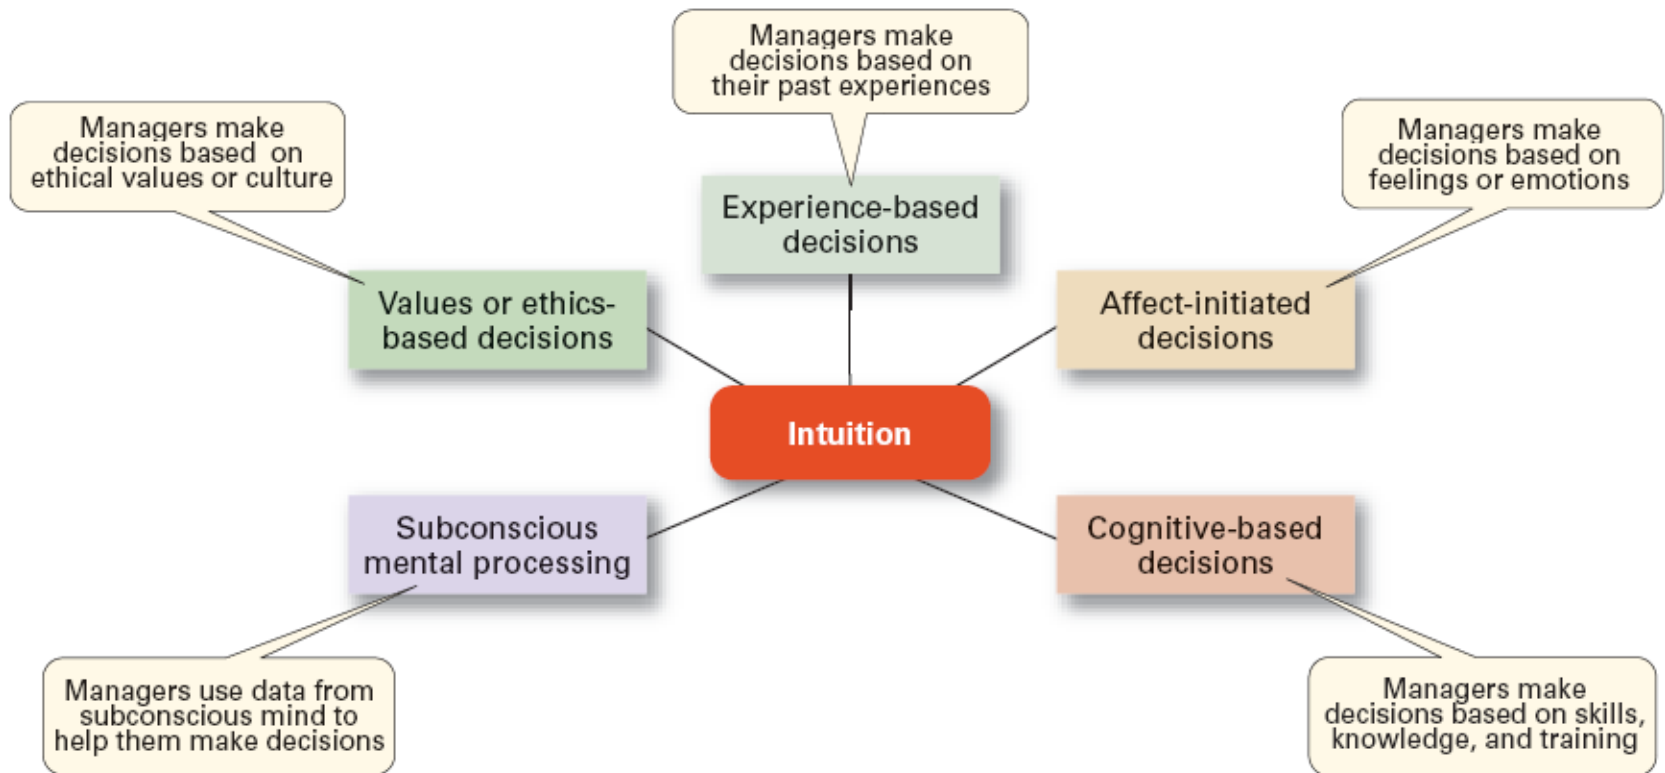 Managers make
decisions based on
their past experiences
Managers make
decisions based on
ethical values or culture
Managers make
decisions based on
feelings or emotions
Experience-based
decisions
Values or ethics-
based decisions
Affect-initiated
decisions
Intuition
Subconscious
mental processing
Cognitive-based
decisions
Managers use data from
subconscious mind to
help them make decisions
Managers make
decisions based on skills,
knowledge, and training